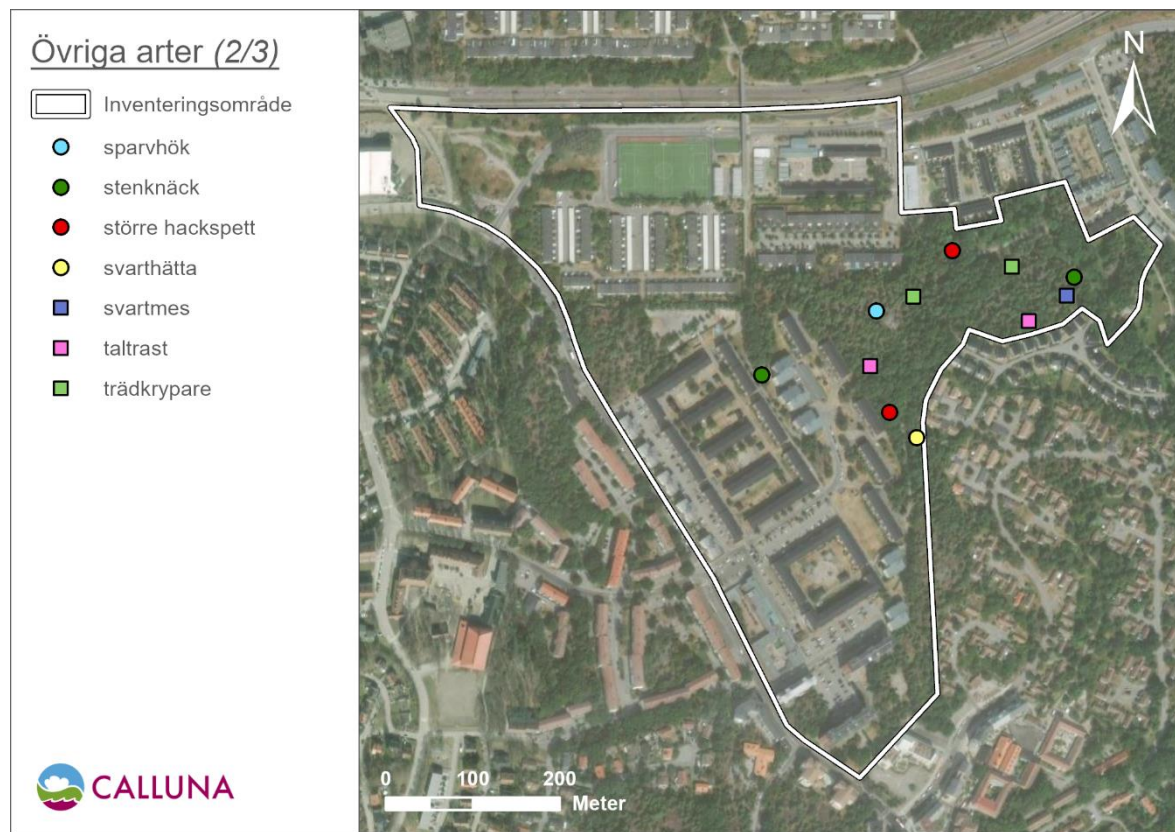 Övriga arter (2/3)
Inventeringsområde
sparvhök
stenknäck
större hackspett
svarthätta
svartmes
taltrast
trädkrypare
CALLUNA
N
0 100 200
Meter